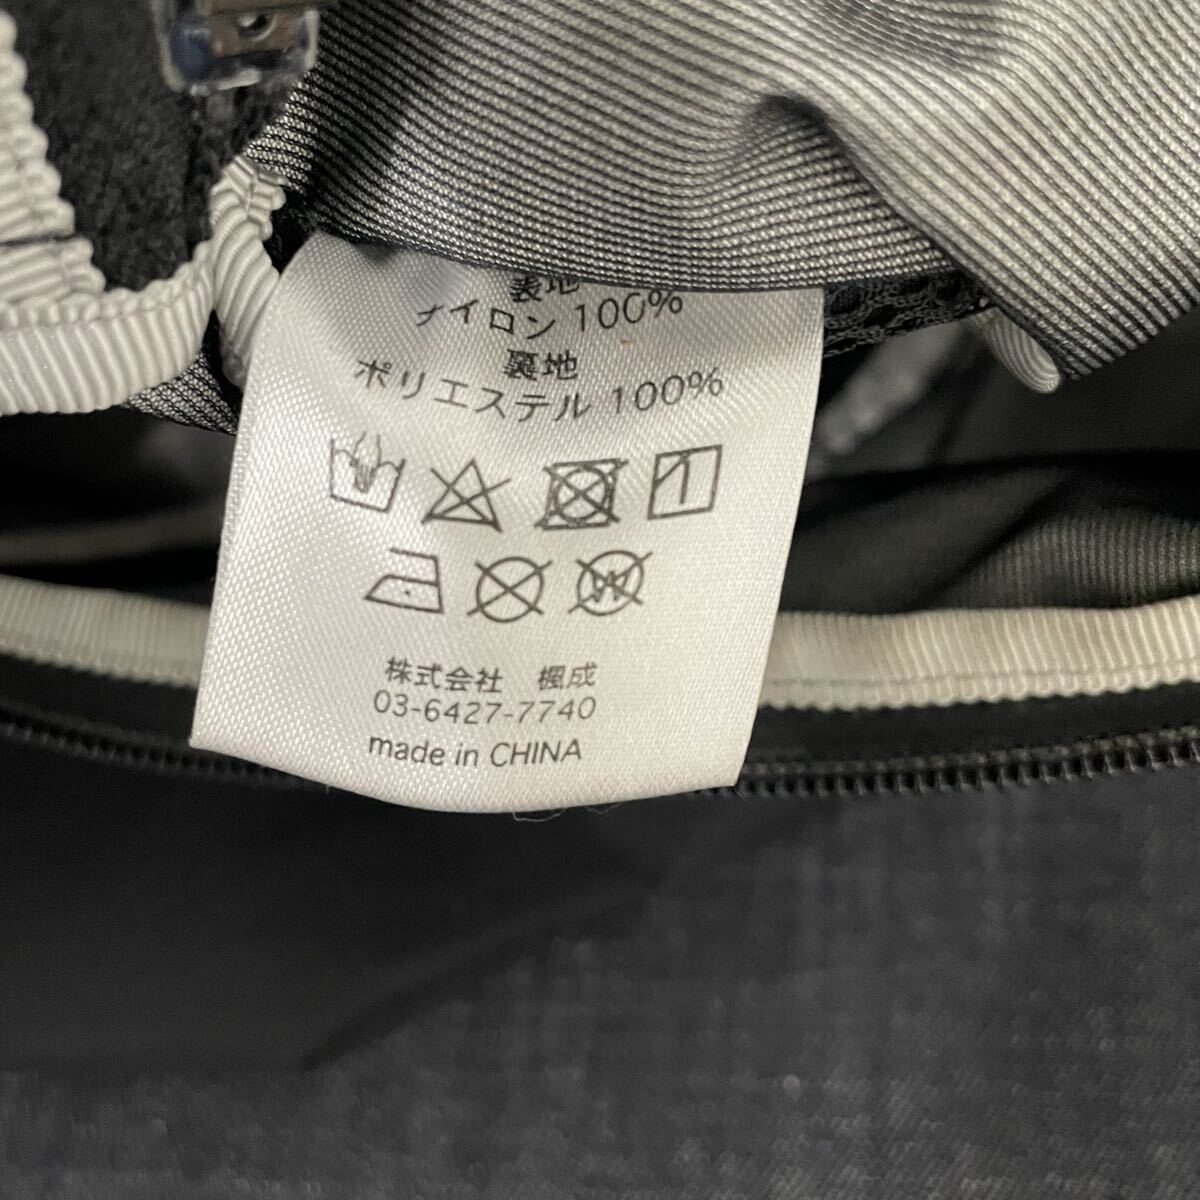 表地
ナイロン 100%
裏地
ポリエステル 100%
W
株式会社 楓成
03-6427-7740
made in CHINA